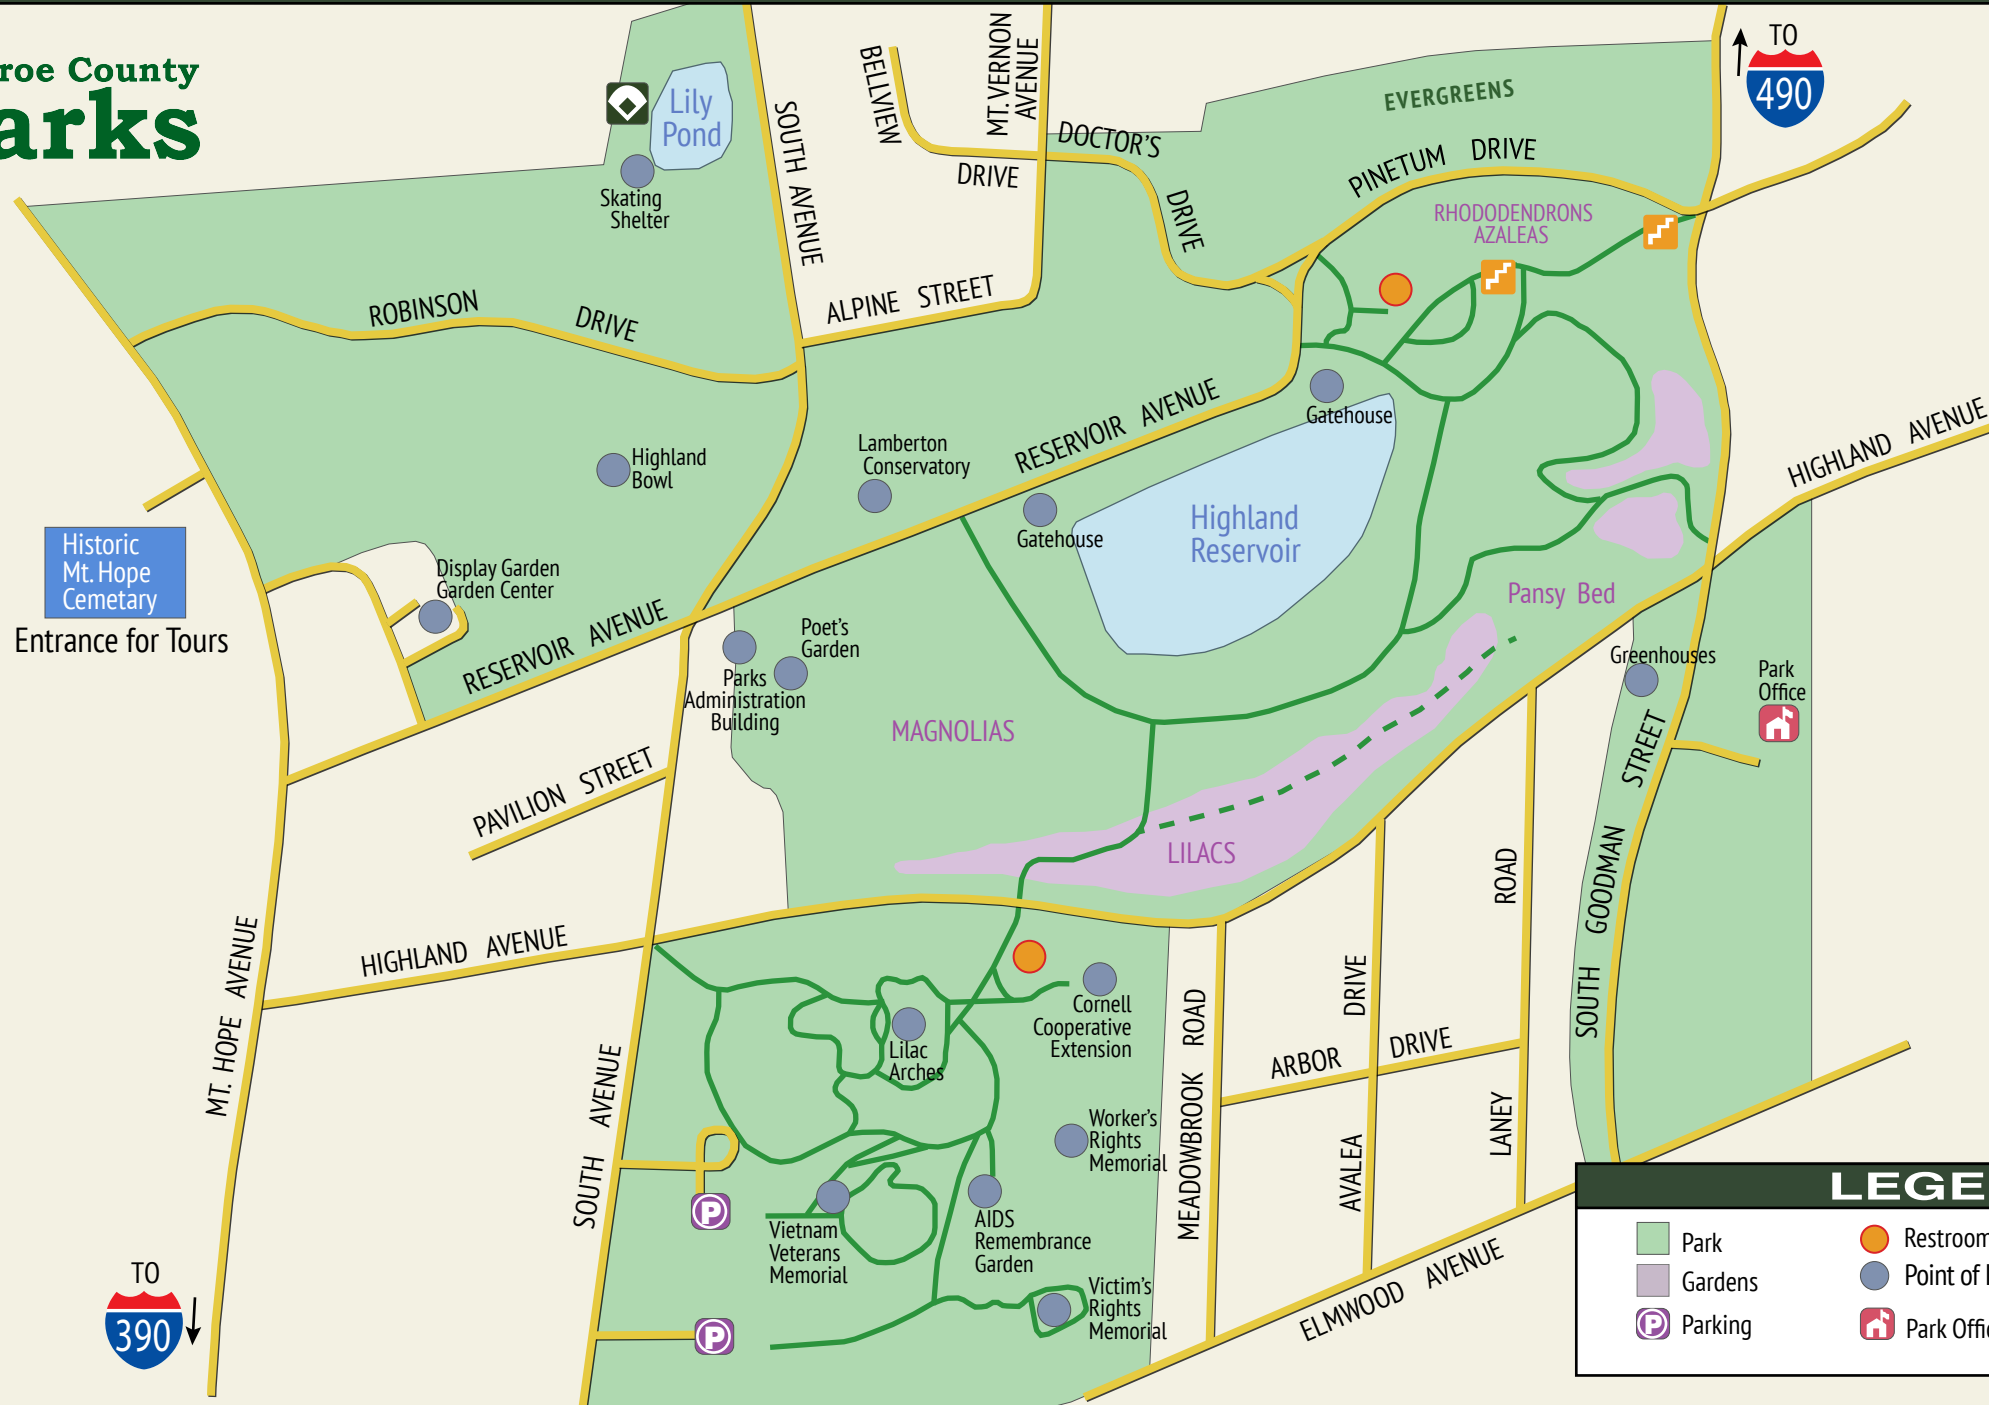 roe County
arks
Lily
Pond
Skating
Shelter
SOUTH AVENUE
BELLVIEW
DRIVE
MT. VERNON
AVENUE
DOCTOR'S
DRIVE
EVERGREENS
PINETUM DRIVE
TO
490
RHODODENDRONS
AZALEAS
ROBINSON DRIVE
ALPINE STREET
RESERVOIR AVENUE
Gatehouse
HIGHLAND AVENUE
Highland
Bowl
Lamberton
Conservatory
Gatehouse
Highland
Reservoir
Historic
Mt. Hope
Cemetary
Entrance for Tours
Display Garden
Garden Center
RESERVOIR AVENUE
Poet's
Garden
Parks
Administration
Building
Pansy Bed
Greenhouses
Park
Office
MAGNOLIAS
PAVILION STREET
LILACS
SOUTH GOODMAN STREET
MT. HOPE AVENUE
HIGHLAND AVENUE
SOUTH AVENUE
Cornell
Cooperative
Extension
Lilac
Arches
MEADOWBROOK ROAD
AVALEA DRIVE
ARBOR DRIVE
LANEY ROAD
Worker's
Rights
Memorial
P
Vietnam
Veterans
Memorial
AIDS
Remembrance
Garden
Victim's
Rights
Memorial
P
ELMWOOD AVENUE
TO
390
LEGE
Park
Gardens
P
Parking
Restroom
Point of
Park Offi